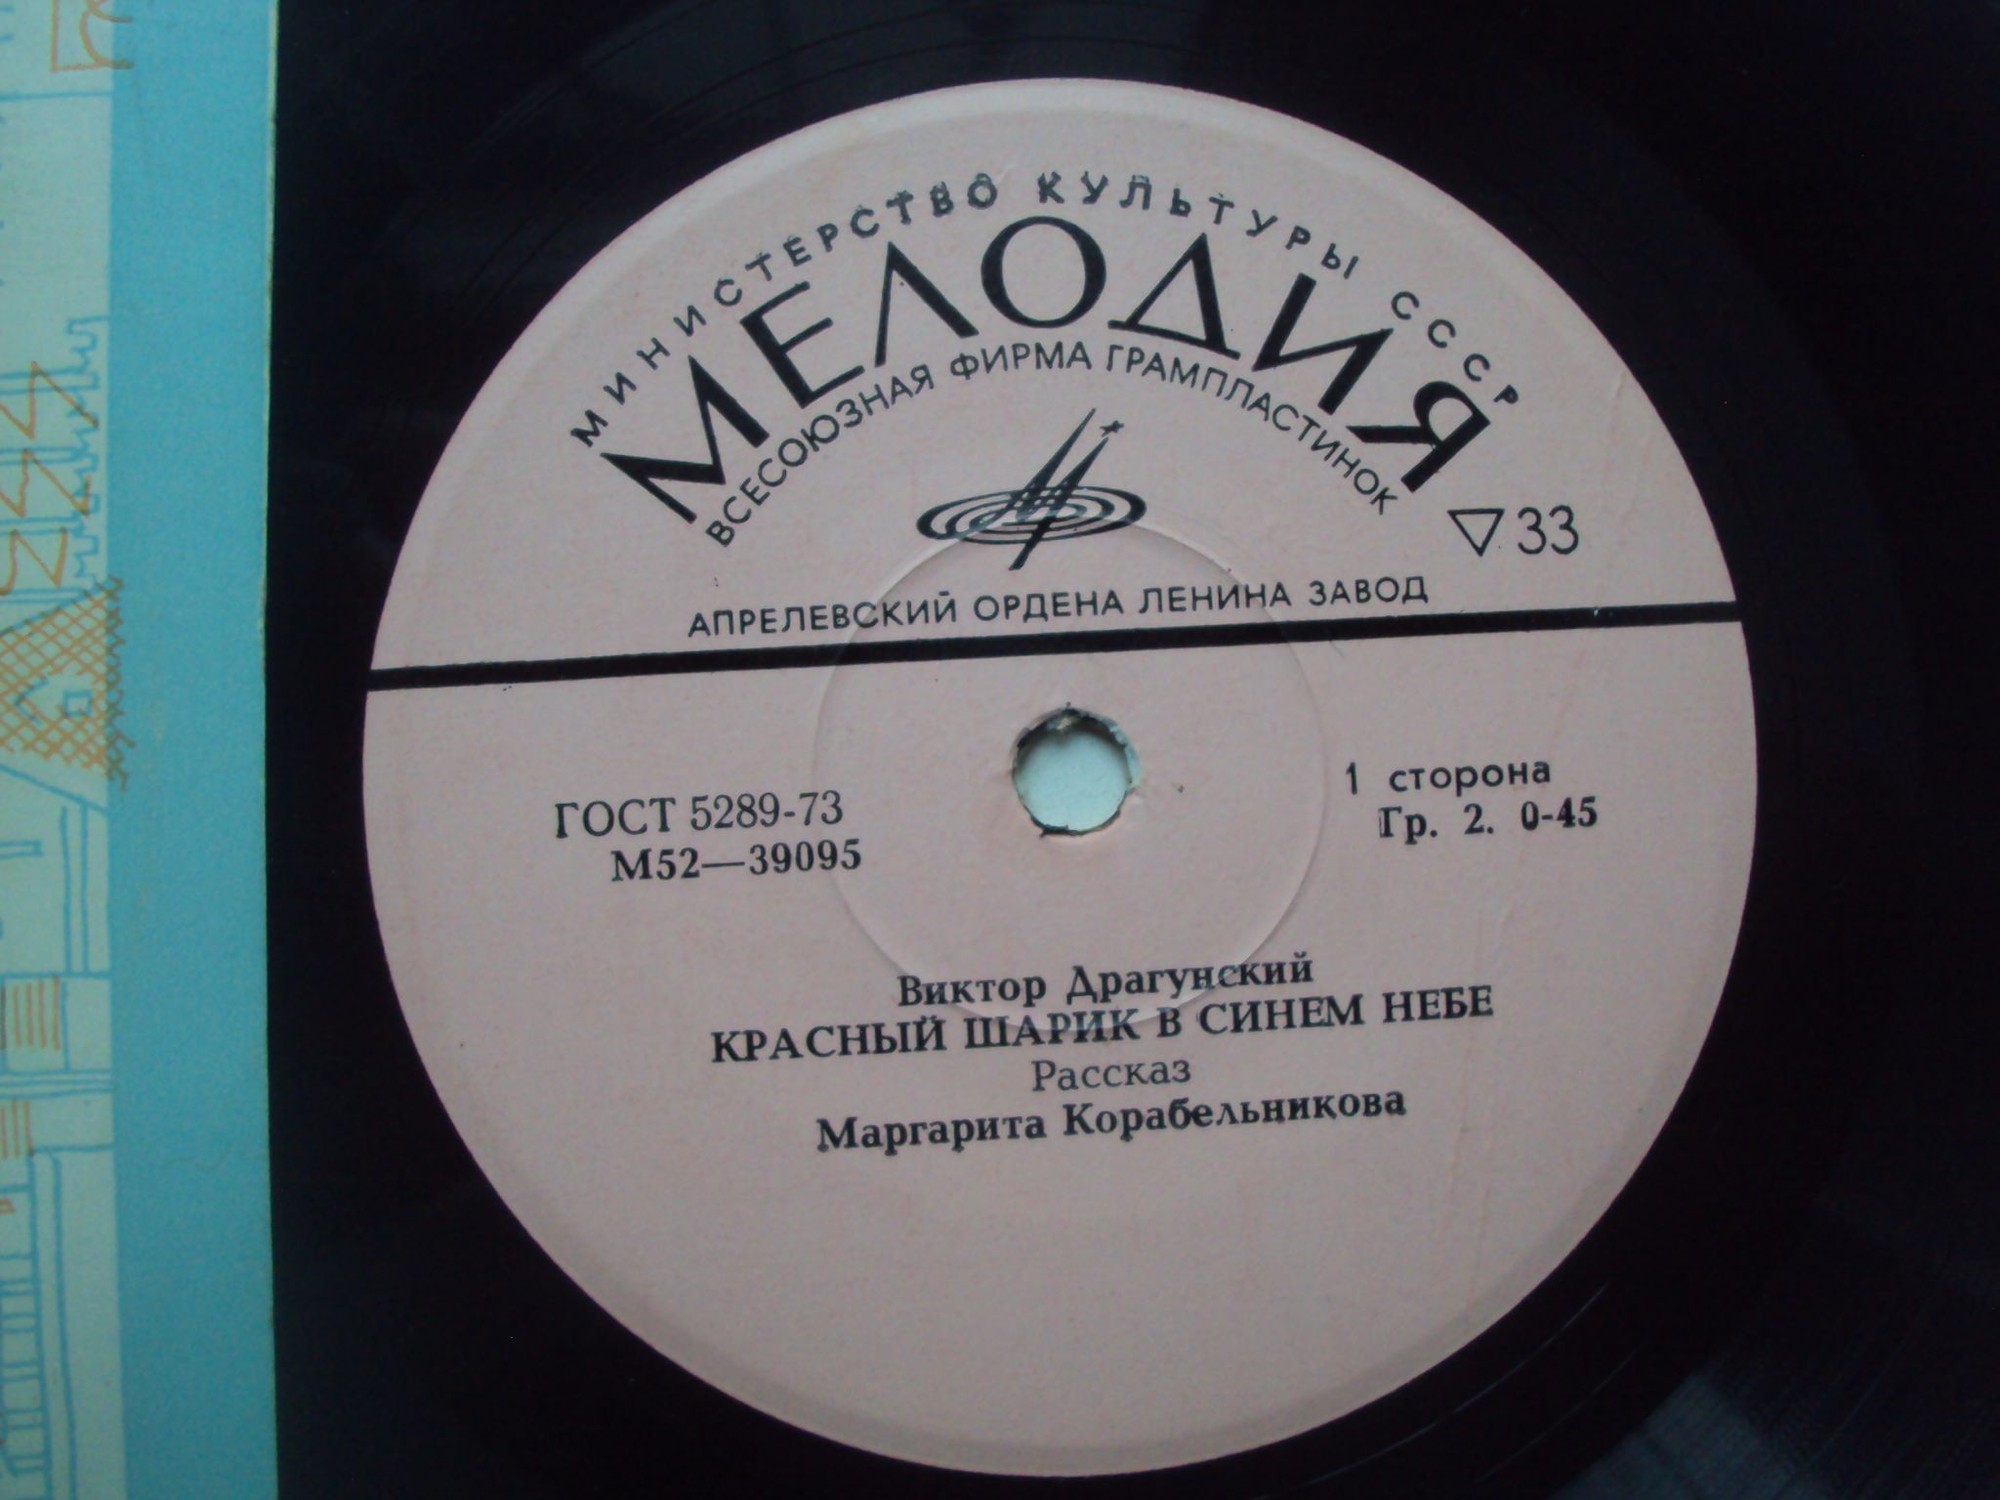 МИНИСТЕРСТВО КУЛЬТУРЫ СССР
МЕЛОДИЯ
ВСЕСОЮЗНАЯ ФИРМА ГРАМПЛАСТИНОК
▽33
АПРЕЛЕВСКИЙ ОРДЕНА ЛЕНИНА ЗАВОД
ГОСТ 5289-73
М52—39095
1 сторона
Гр. 2. 0-45
Виктор Драгунский
КРАСНЫЙ ШАРИК В СИНЕМ НЕБЕ
Рассказ
Маргарита Корабельникова